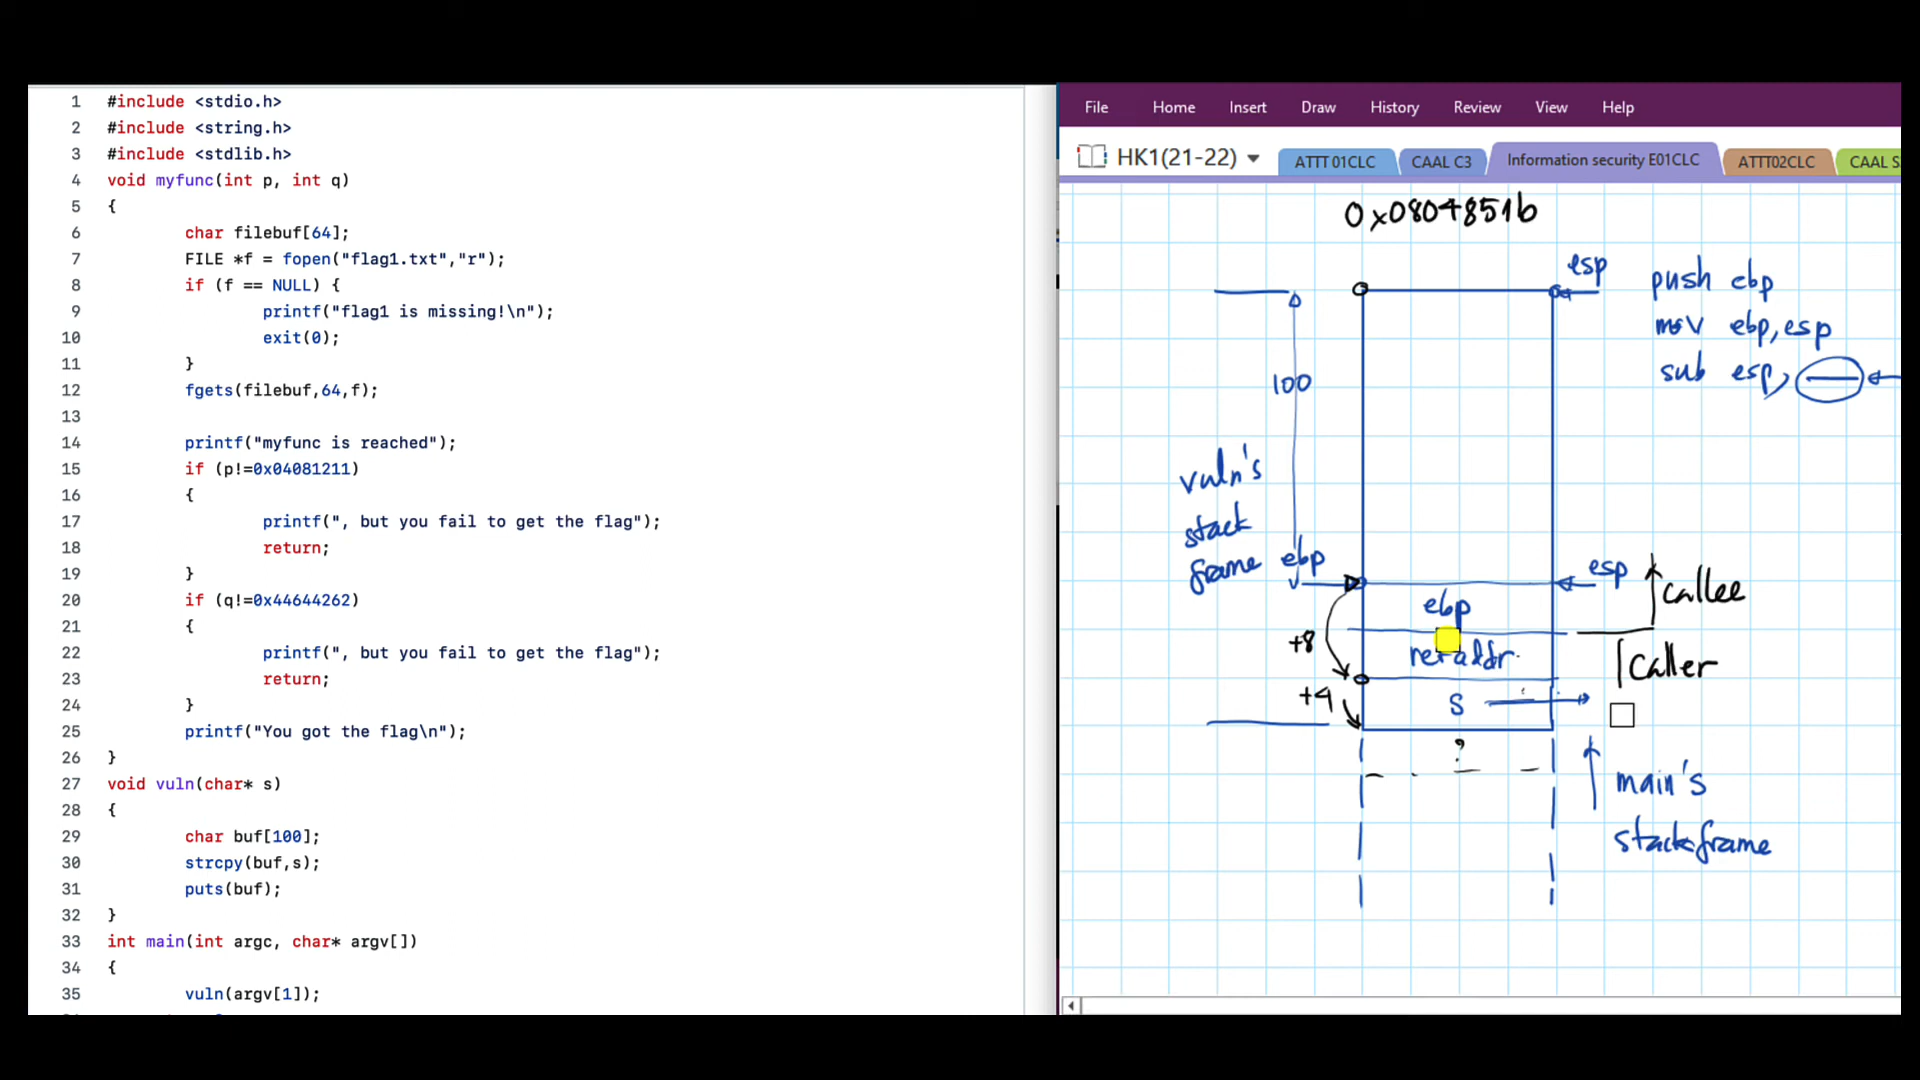 1 #include <stdio.h>
2 #include <string.h>
3 #include <stdlib.h>
4 void myfunc(int p, int q)
5 {
6 char filebuf[64];
7 FILE *f = fopen("flag1.txt","r");
8 if (f == NULL) {
9 printf("flag1 is missing!\n");
10 exit(0);
11 }
12 fgets(filebuf,64,f);
13
14 printf("myfunc is reached");
15 if (p!=0x04081211)
16 {
17 printf(", but you fail to get the flag");
18 return;
19 }
20 if (q!=0x44644262)
21 {
22 printf(", but you fail to get the flag");
23 return;
24 }
25 printf("You got the flag\n");
26 }
27 void vuln(char* s)
28 {
29 char buf[100];
30 strcpy(buf,s);
31 puts(buf);
32 }
33 int main(int argc, char* argv[])
34 {
35 vuln(argv[1]);
File Home Insert Draw History Review View Help
HK1(21-22) ATTT 01CLC CAAL C3 Information security E01CLC ATTT02CLC CAAL S
0x0804851b
esp
push ebp
mov ebp,esp
sub esp,
100
vuln's
stack
frame
ebp
esp
callee
ebp
+8
ret addr.
caller
+4
s
?
main's
stackframe